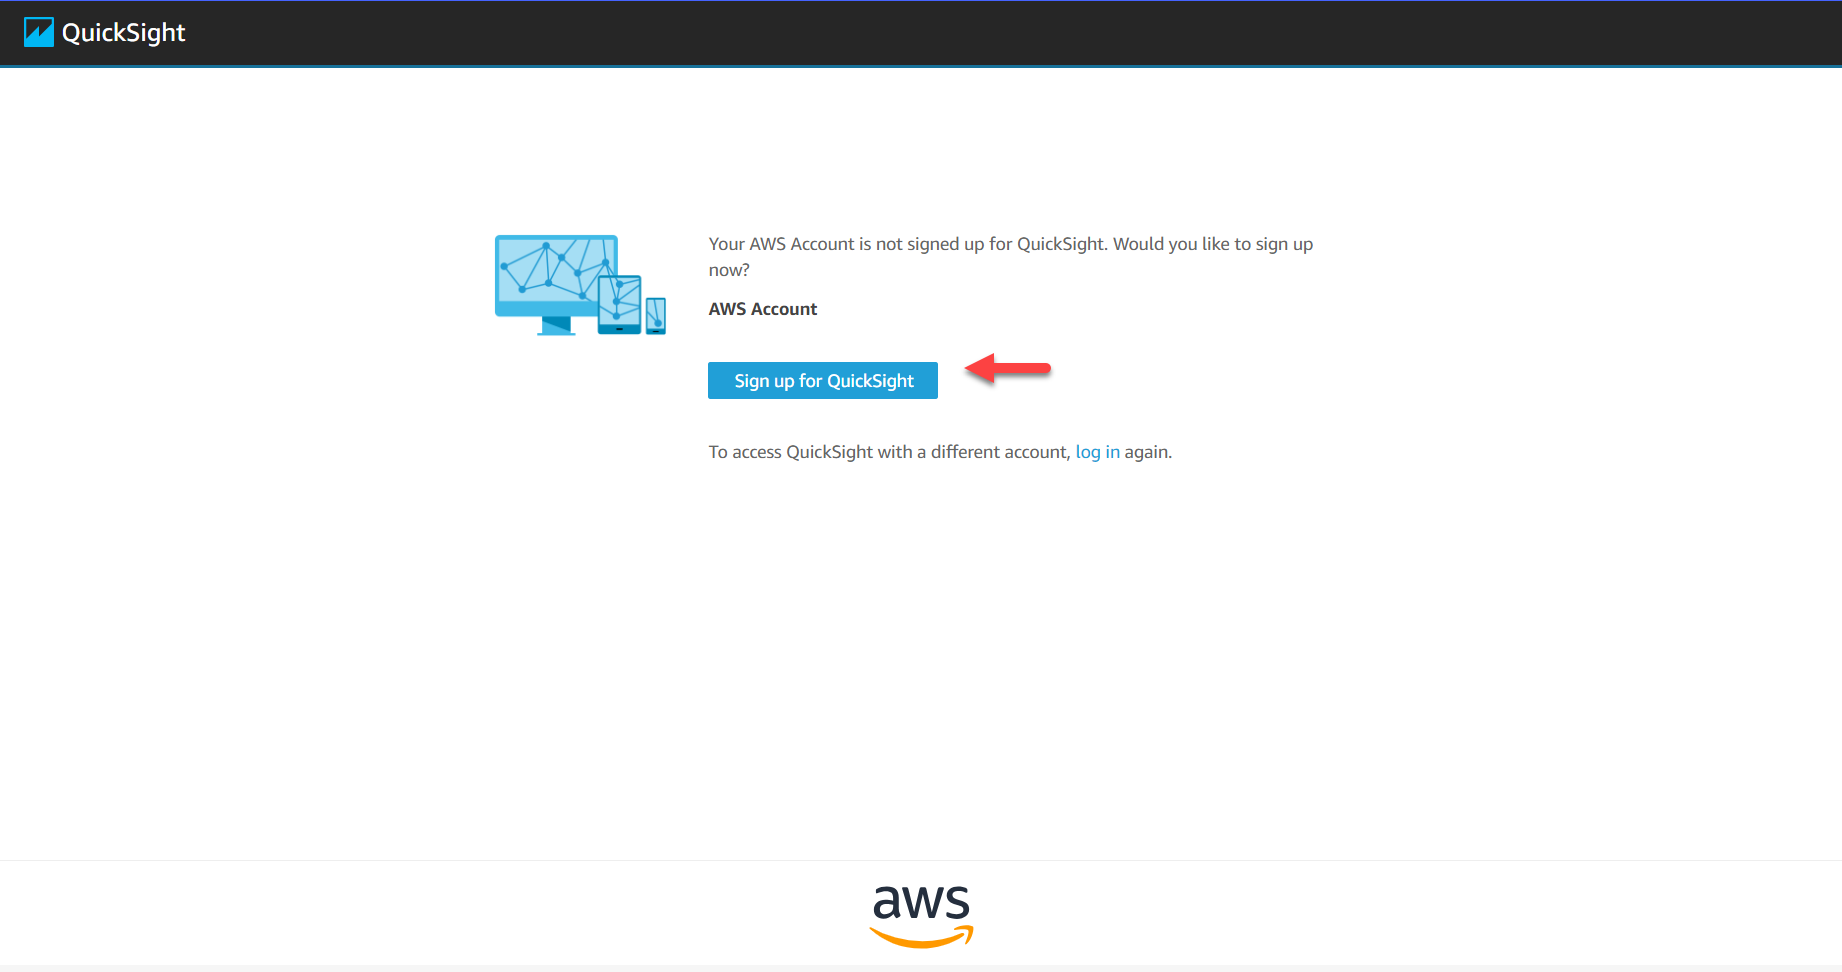 QuickSight
Your AWS Account is not signed up for QuickSight. Would you like to sign up
now?
AWS Account
Sign up for QuickSight
To access QuickSight with a different account, log in again.
aws